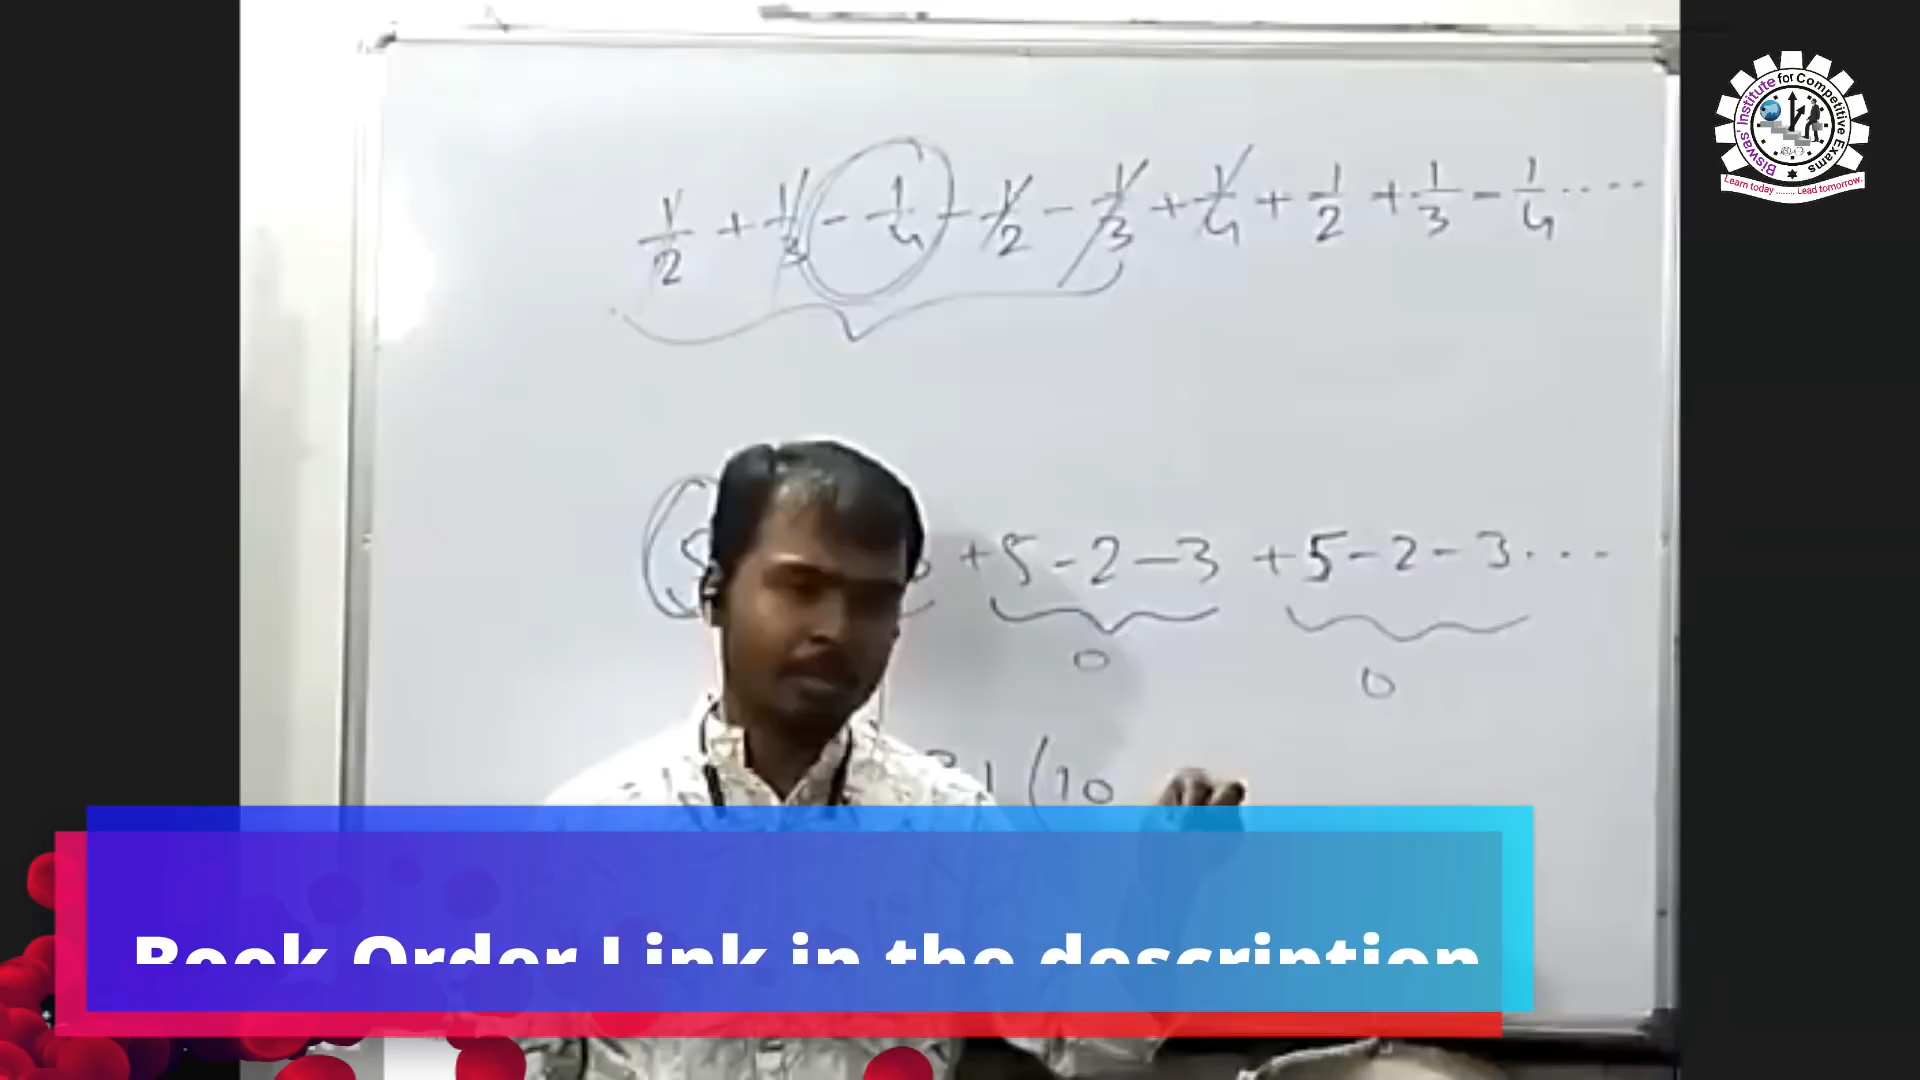 Biswas' Institute for Competitive Exams
Learn today ........ Lead tomorrow.
1/2 + 1/3 - 1/4 - 1/2 - 1/3 + 1/4 + 1/2 + 1/3 - 1/4 ....
+5-2-3 +5-2-3...
0 0
(10
Book Order Link in the description